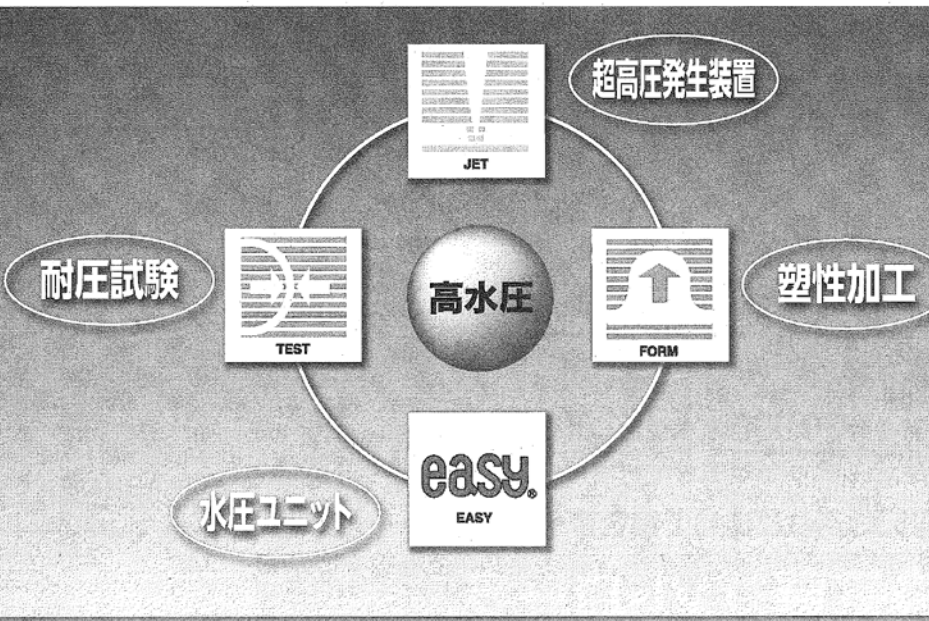 超高圧発生装置
JET
耐圧試験
TEST
高水圧
FORM
塑性加工
easy®
EASY
水圧ユニット